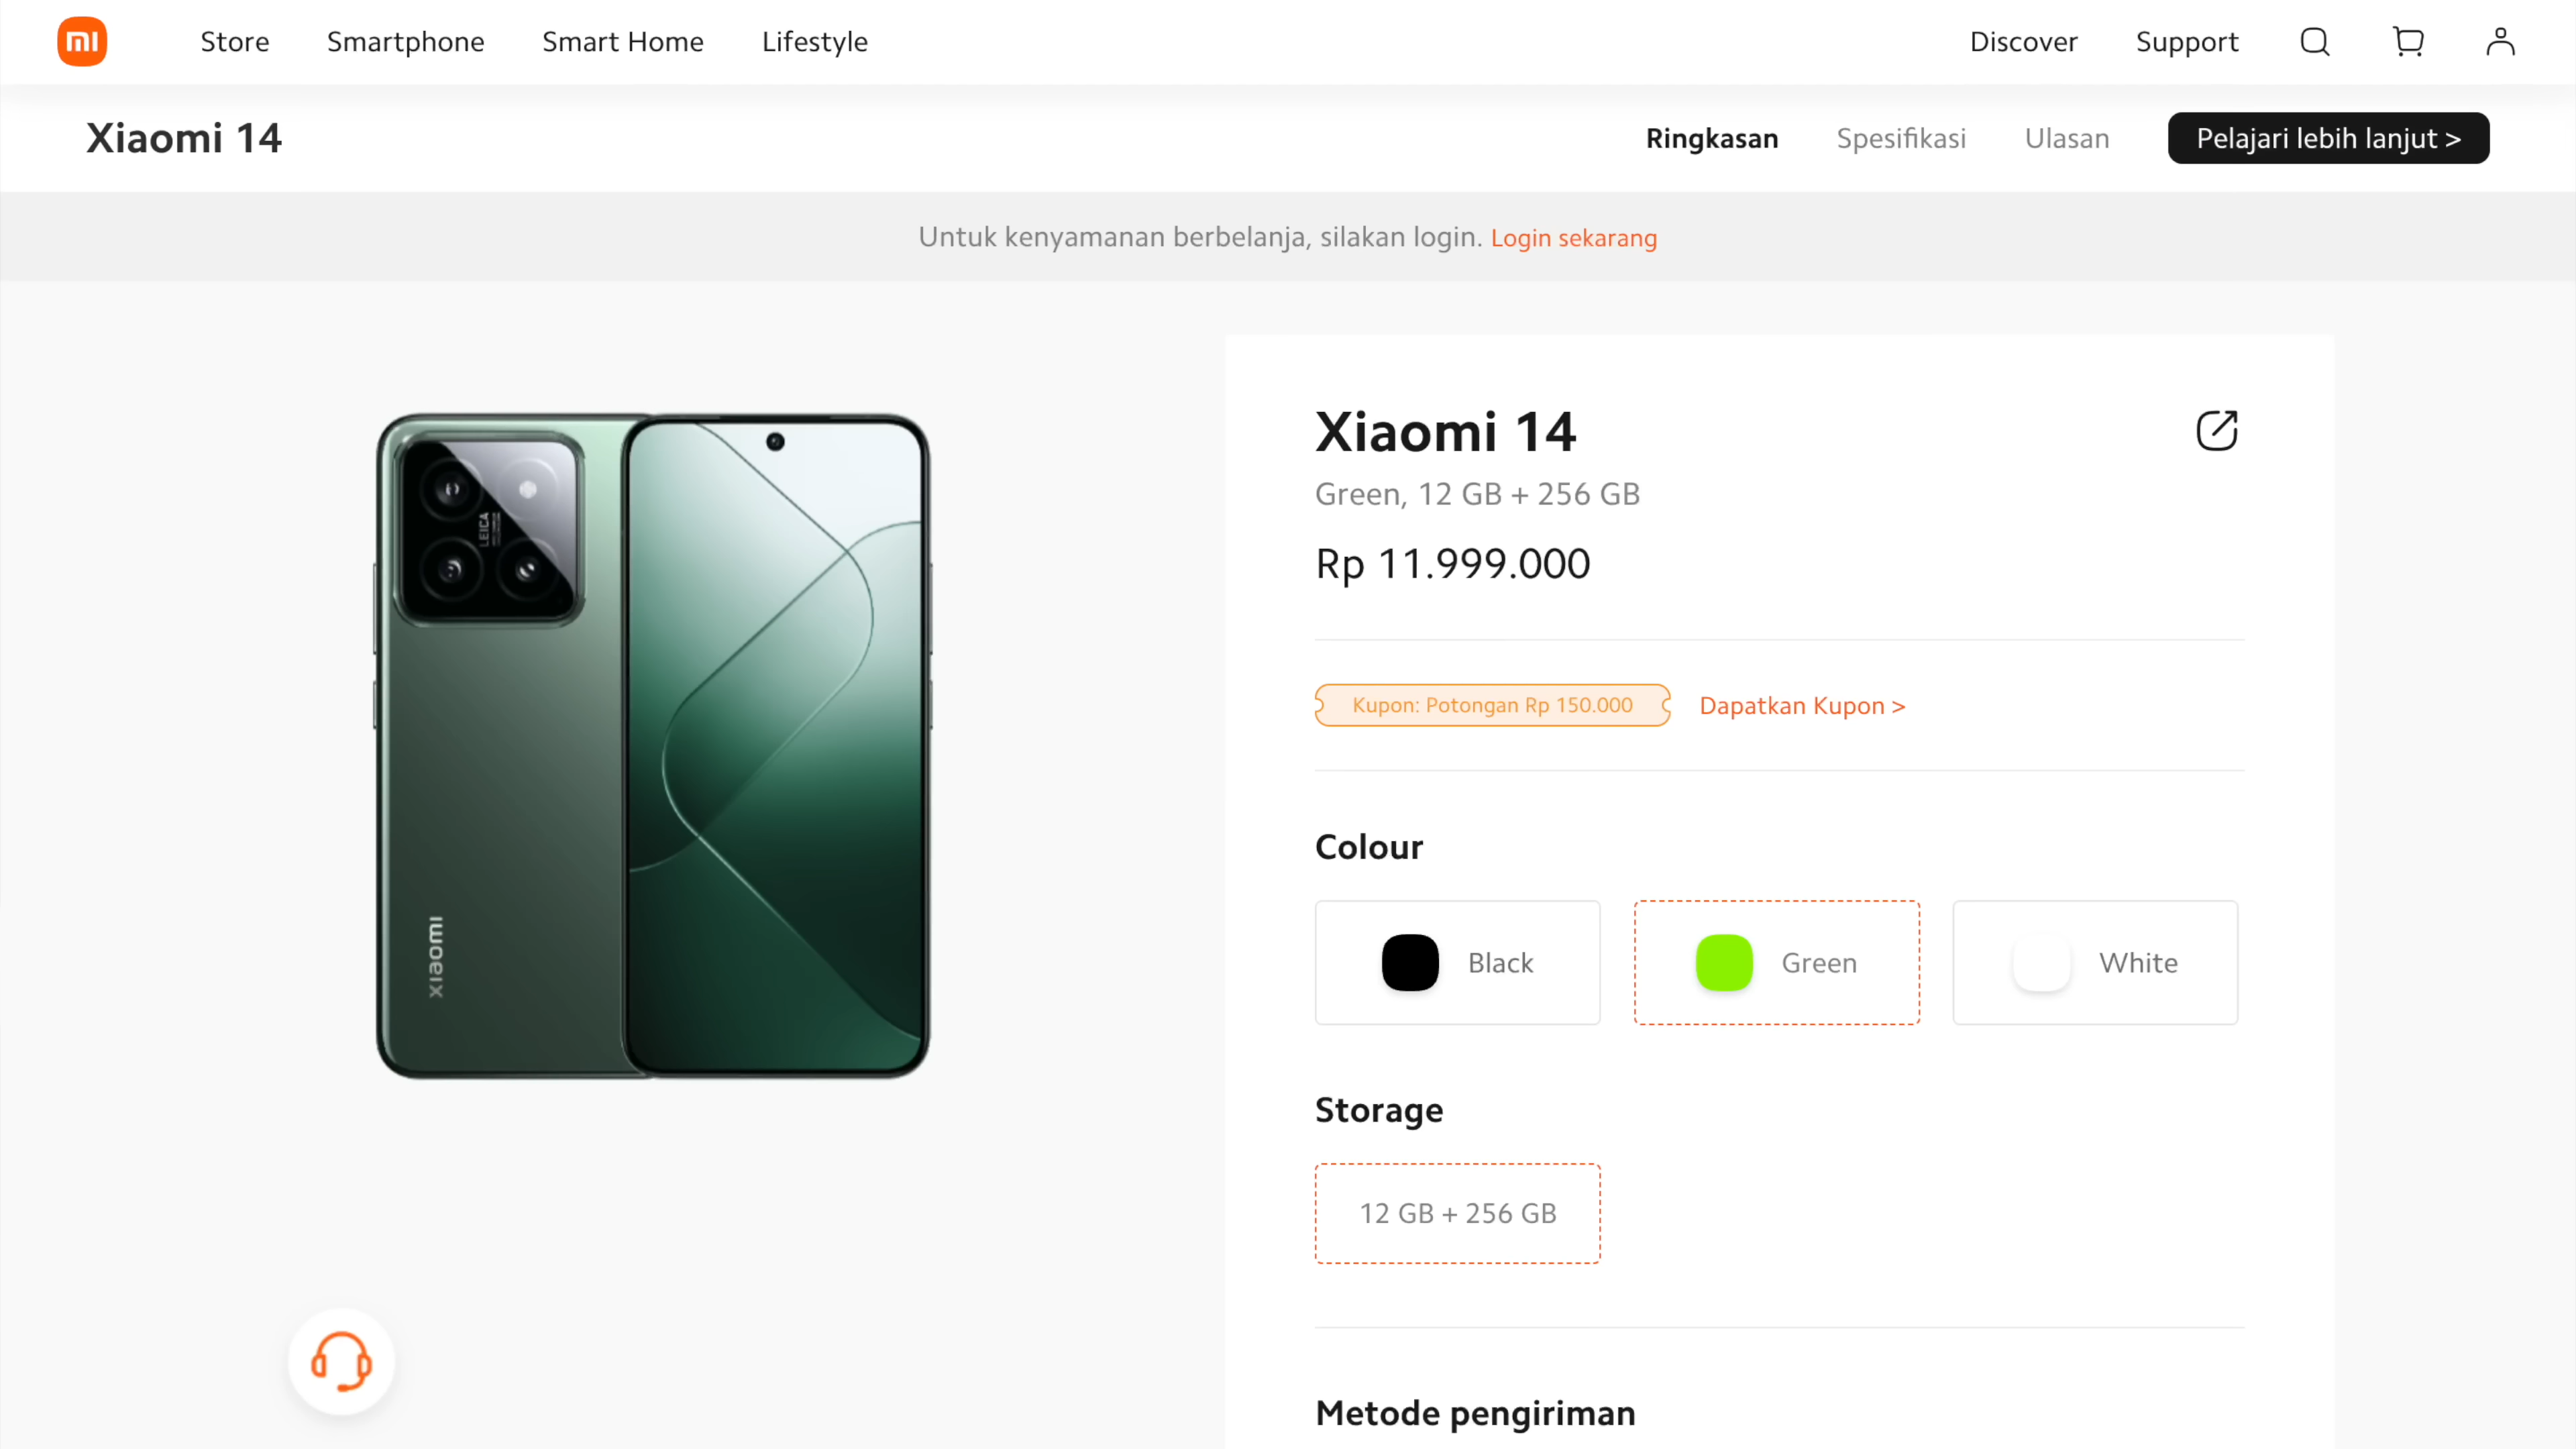 Store Smartphone Smart Home Lifestyle Discover Support
Xiaomi 14 Ringkasan Spesifikasi Ulasan Pelajari lebih lanjut >
Untuk kenyamanan berbelanja, silakan login. Login sekarang
LEICA
xiaomi
Xiaomi 14
Green, 12 GB + 256 GB
Rp 11.999.000
Kupon: Potongan Rp 150.000 Dapatkan Kupon >
Colour
Black Green White
Storage
12 GB + 256 GB
Metode pengiriman